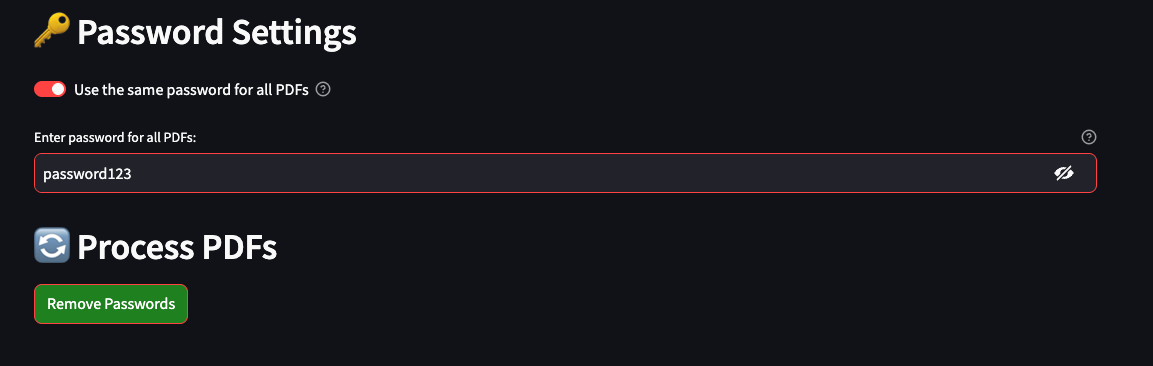 Password Settings
Use the same password for all PDFs
Enter password for all PDFs:
password123
Process PDFs
Remove Passwords